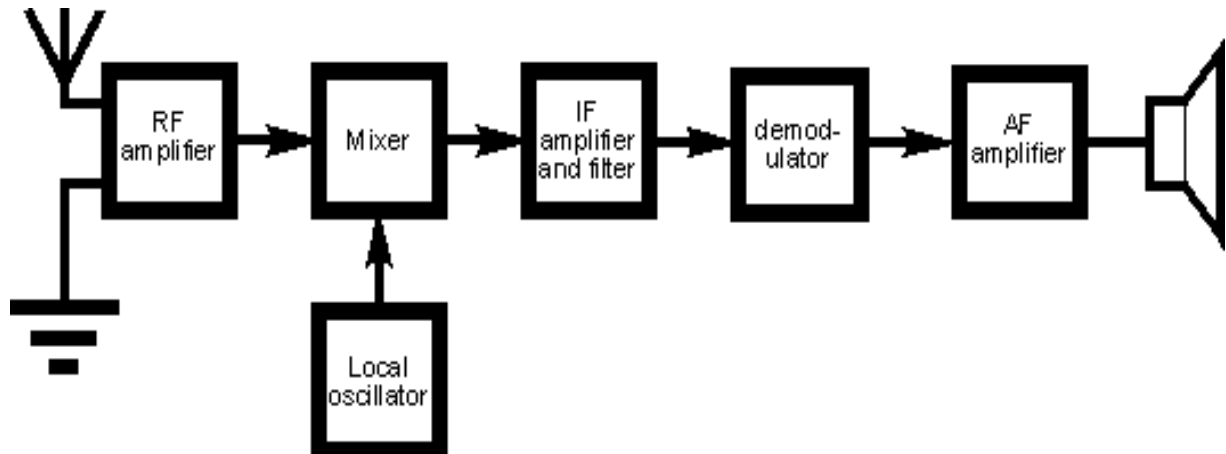 RF
amplifier
Mixer
IF
amplifier
and filter
demod-
ulator
AF
amplifier
Local
oscillator